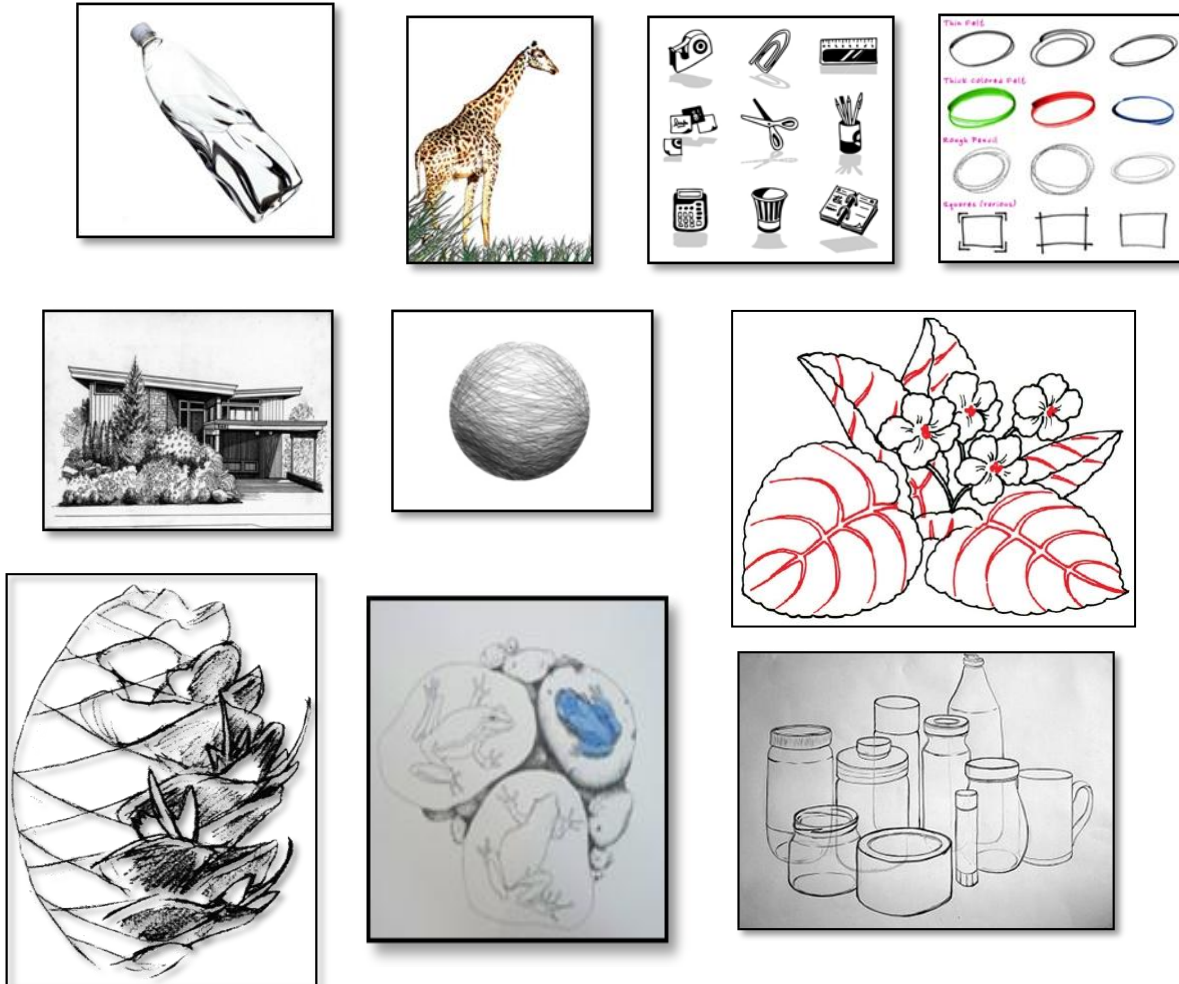 Thin Felt
Thick Colored Felt
Rough Pencil
Squares (various)